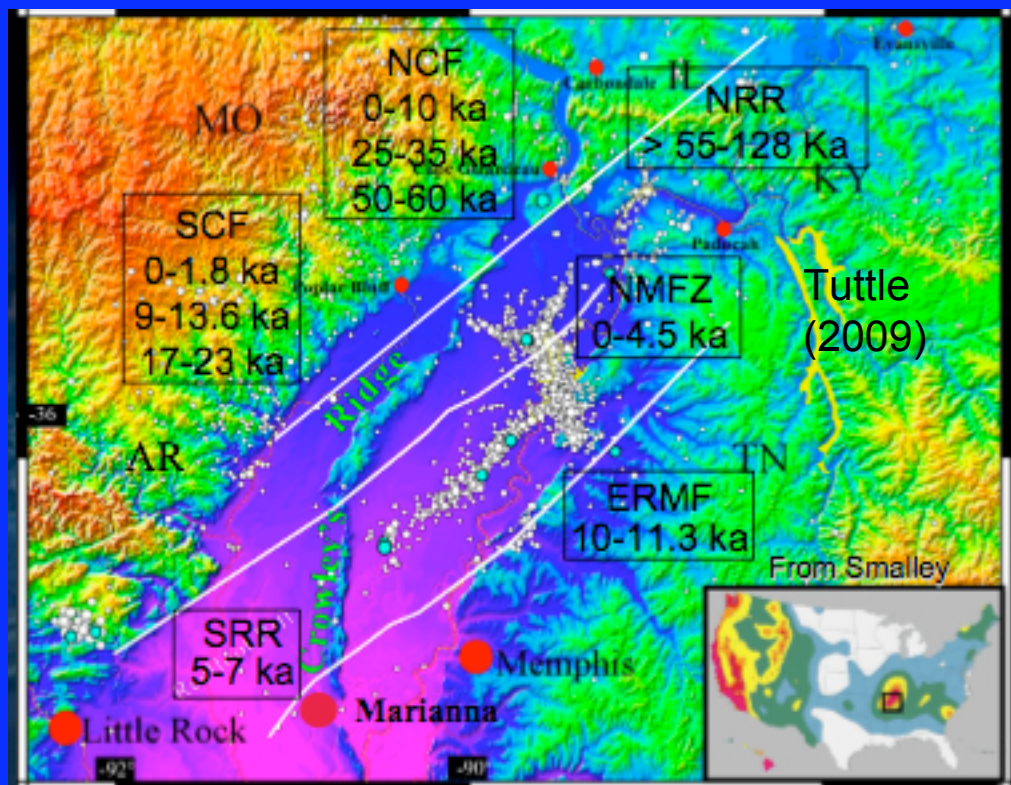 NCF
0-10 ka
25-35 ka
50-60 ka
Evansville
Carbondale
IL
NRR
> 55-128 Ka
MO
Cape Girardeau
KY
SCF
0-1.8 ka
9-13.6 ka
17-23 ka
Paducah
Poplar Bluff
NMFZ
0-4.5 ka
Tuttle
(2009)
Ridge
-36
AR
TN
ERMF
10-11.3 ka
From Smalley
Crowley's
SRR
5-7 ka
Memphis
Marianna
Little Rock
-92
-90